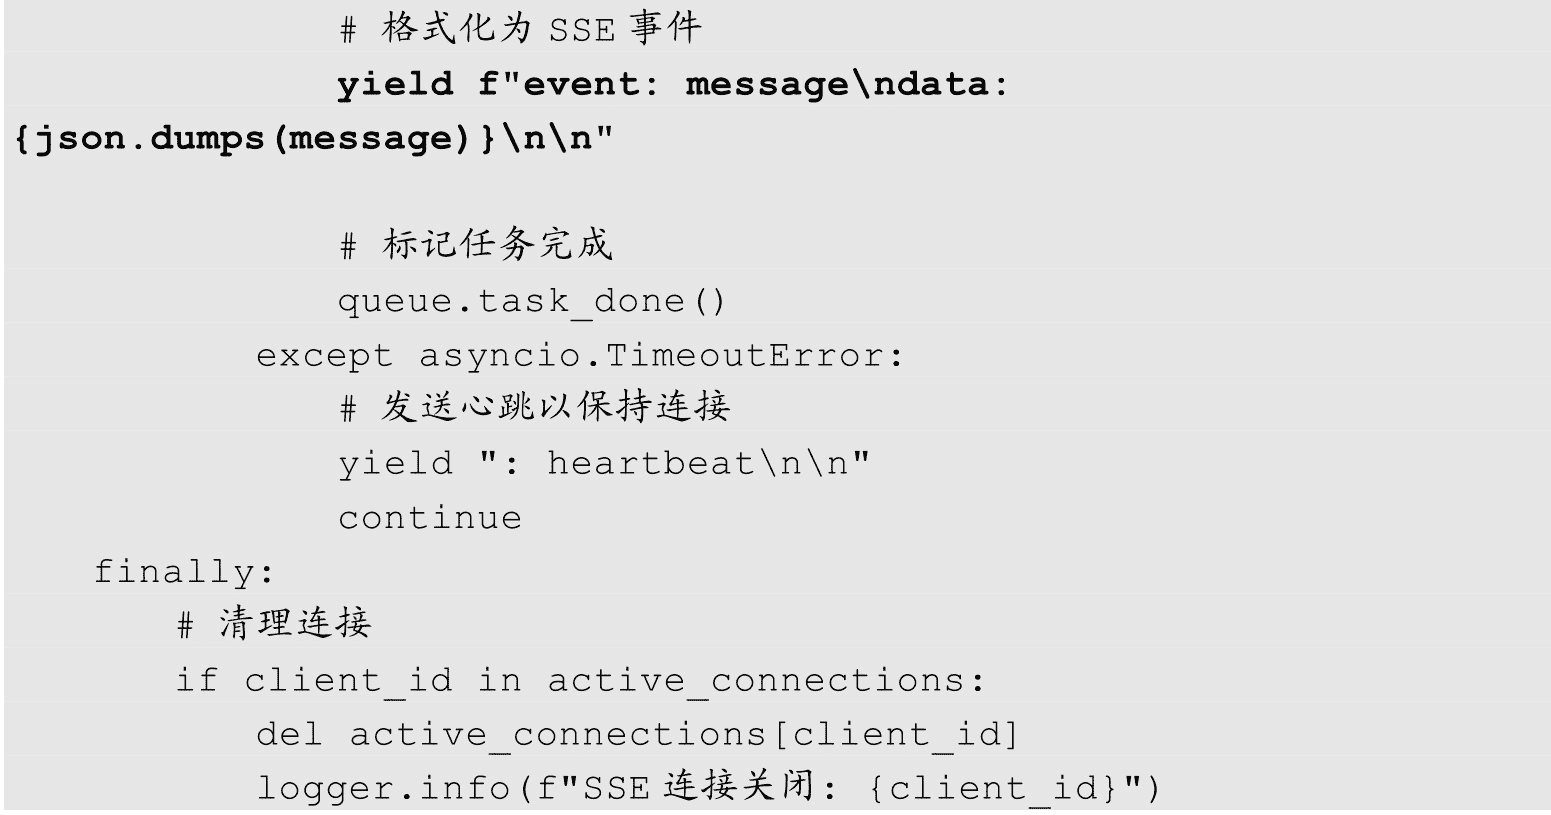 # 格式化为 SSE 事件
yield f"event: message\ndata:
{json.dumps(message)}\n\n"
# 标记任务完成
queue.task_done()
except asyncio.TimeoutError:
# 发送心跳以保持连接
yield ": heartbeat\n\n"
continue
finally:
# 清理连接
if client_id in active_connections:
del active_connections[client_id]
logger.info(f"SSE 连接关闭: {client_id}")